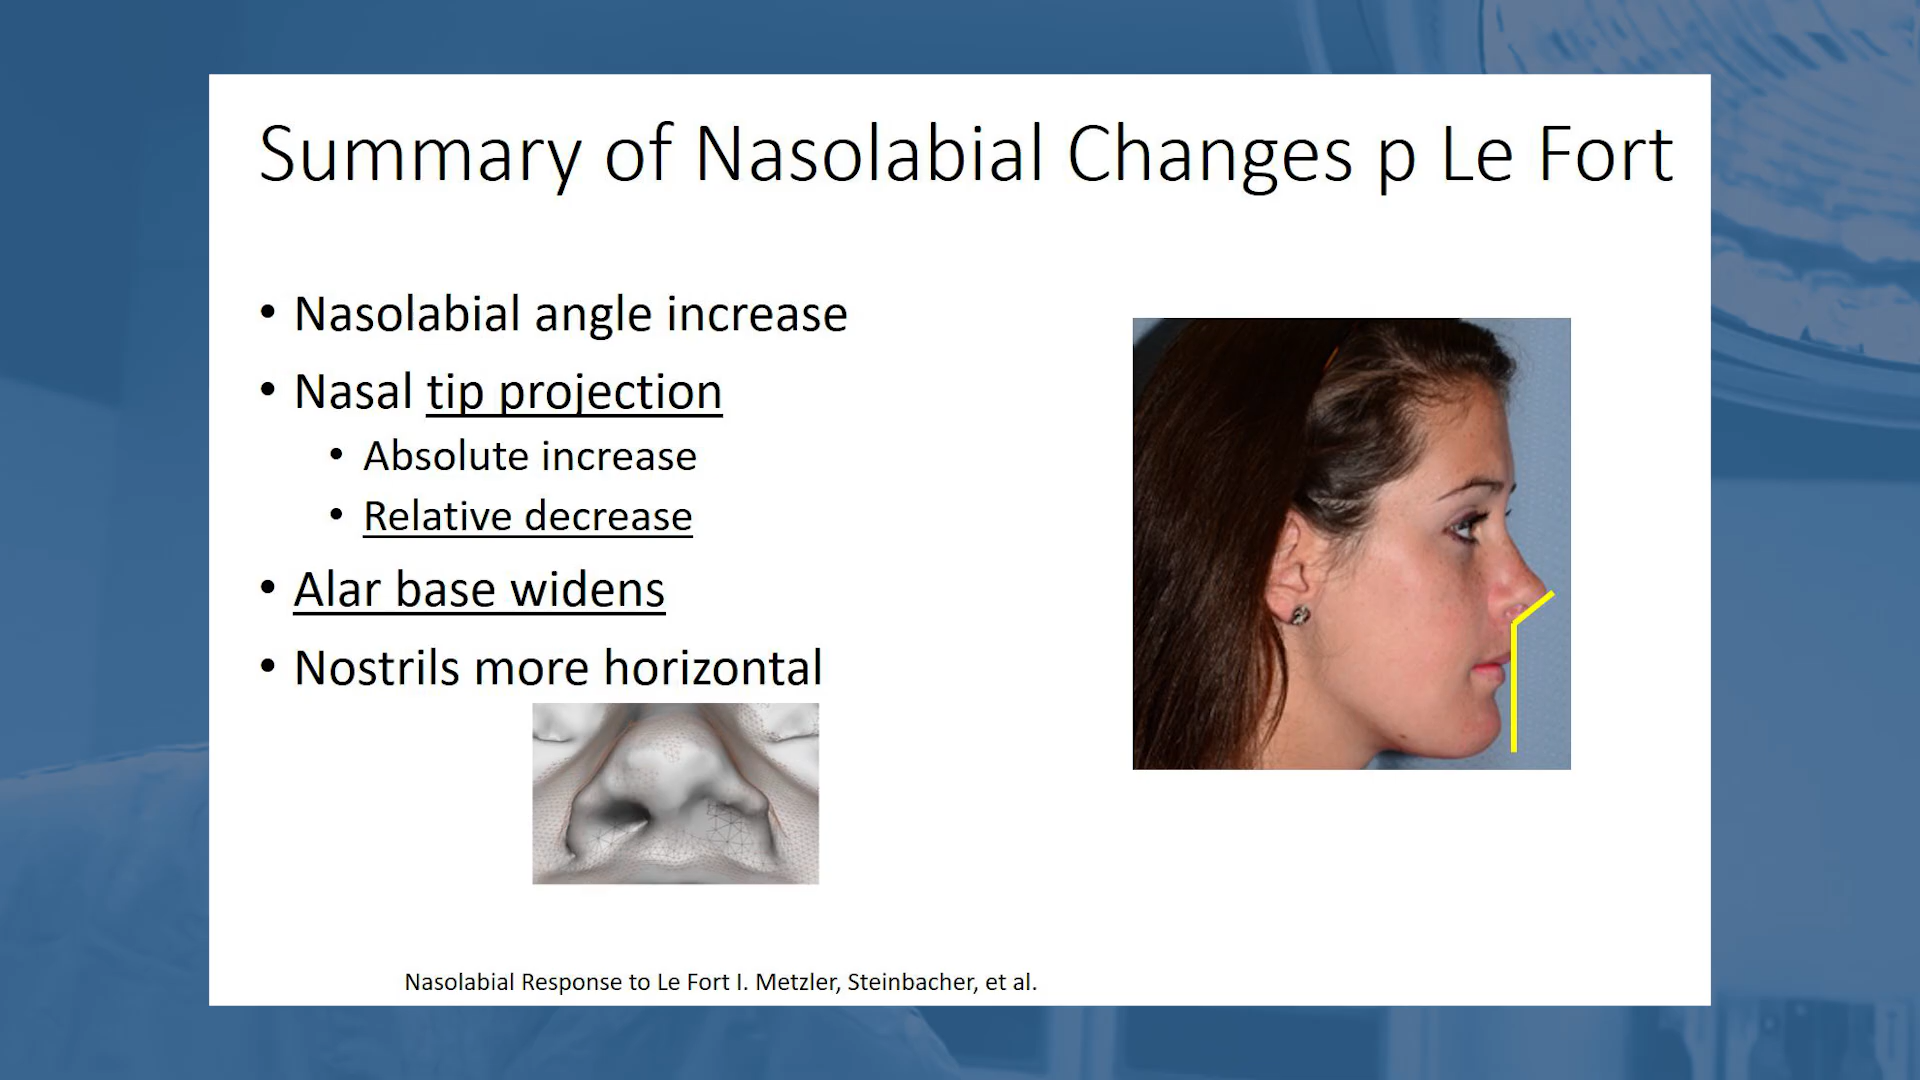 Summary of Nasolabial Changes p Le Fort
• Nasolabial angle increase
• Nasal tip projection
• Absolute increase
• Relative decrease
• Alar base widens
• Nostrils more horizontal
Nasolabial Response to Le Fort I. Metzler, Steinbacher, et al.